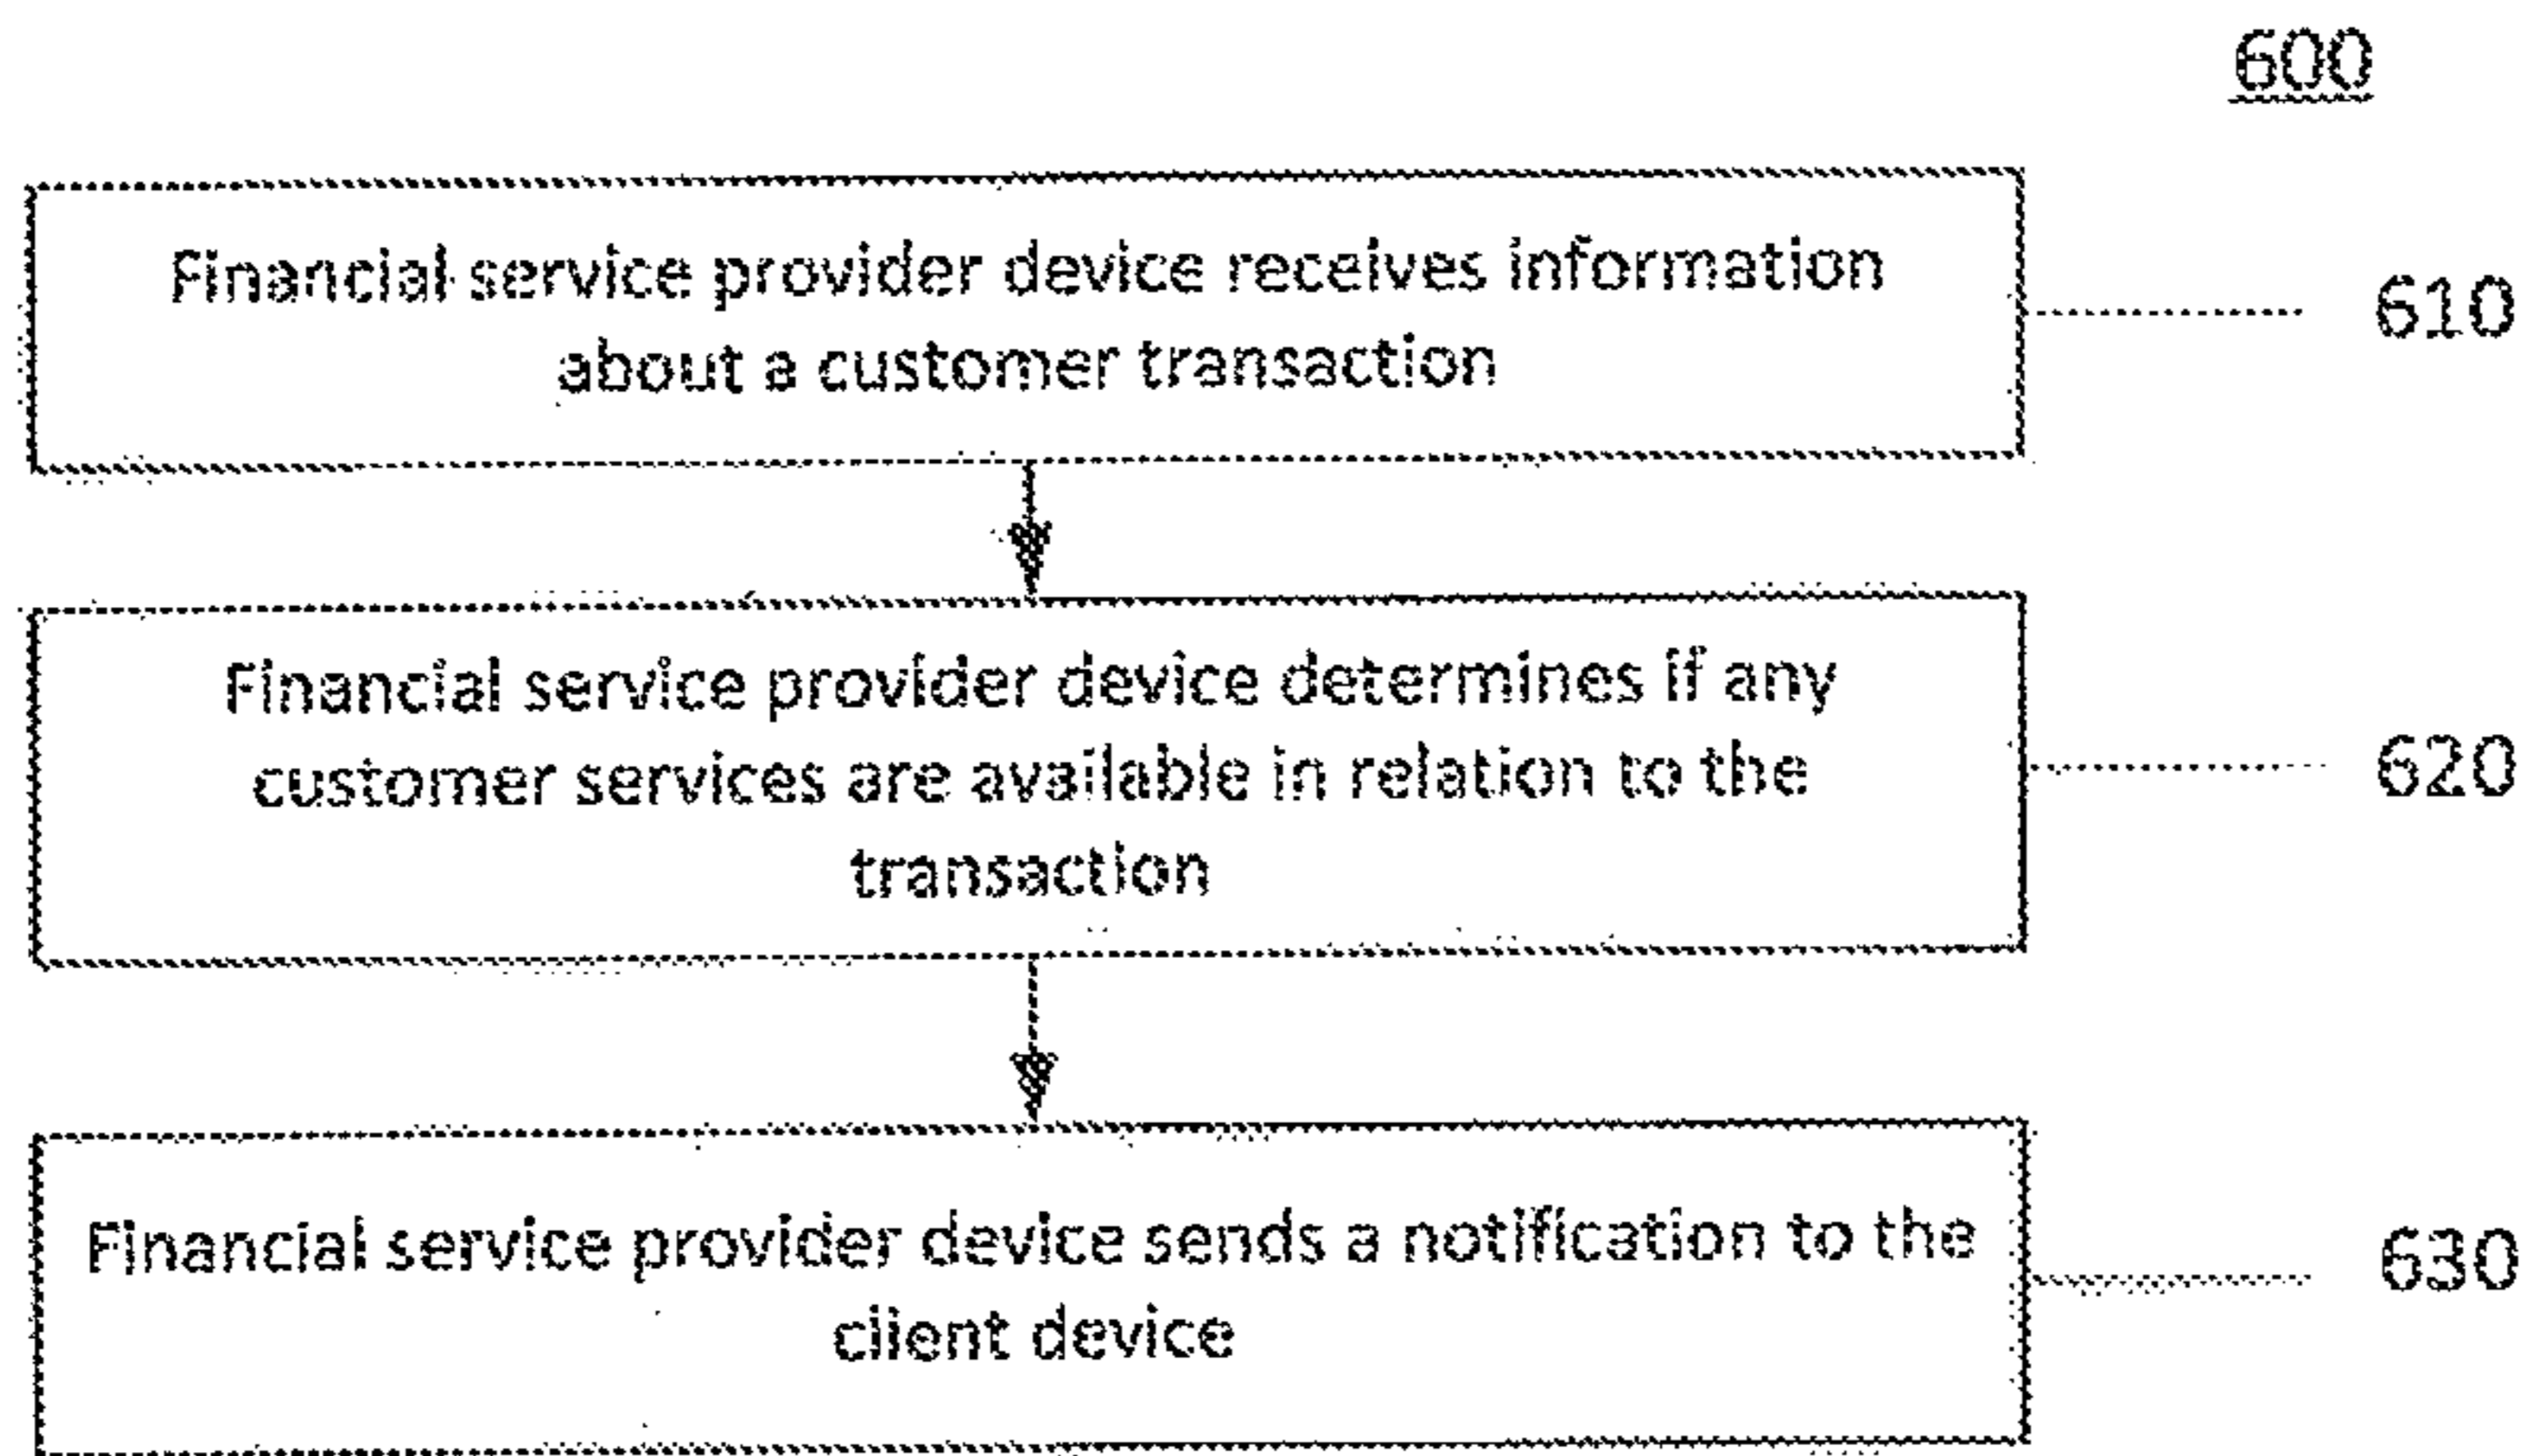 600
Financial service provider device receives information
about a customer transaction
610
Financial service provider device determines if any
customer services are available in relation to the
transaction
620
Financial service provider device sends a notification to the
client device
630